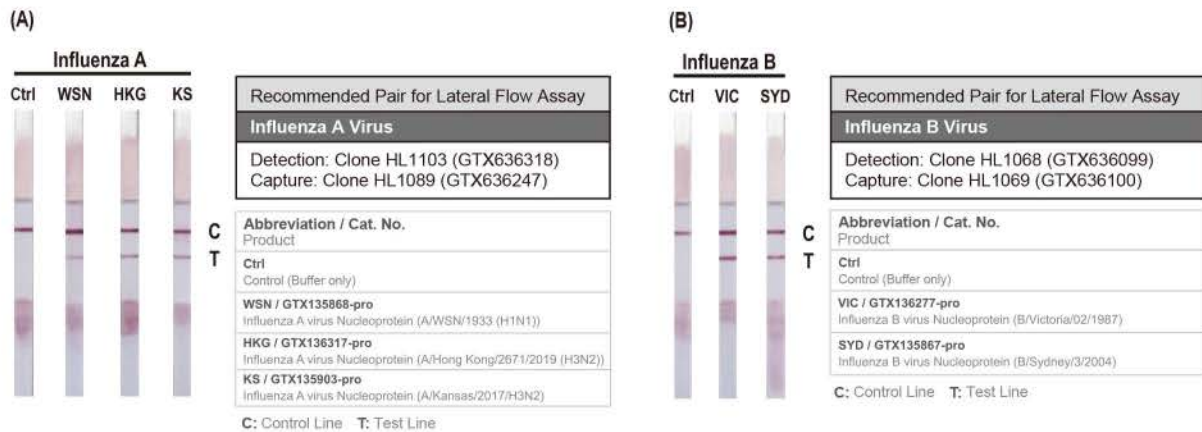 (A)
Influenza A
Ctrl WSN HKG KS
C
T
Recommended Pair for Lateral Flow Assay
Influenza A Virus
Detection: Clone HL1103 (GTX636318)
Capture: Clone HL1089 (GTX636247)
Abbreviation / Cat. No.
Product
Ctrl
Control (Buffer only)
WSN / GTX135868-pro
Influenza A virus Nucleoprotein (A/WSN/1933 (H1N1))
HKG / GTX136317-pro
Influenza A virus Nucleoprotein (A/Hong Kong/2671/2019 (H3N2))
KS / GTX135903-pro
Influenza A virus Nucleoprotein (A/Kansas/2017/H3N2)
C: Control Line T: Test Line
(B)
Influenza B
Ctrl VIC SYD
C
T
Recommended Pair for Lateral Flow Assay
Influenza B Virus
Detection: Clone HL1068 (GTX636099)
Capture: Clone HL1069 (GTX636100)
Abbreviation / Cat. No.
Product
Ctrl
Control (Buffer only)
VIC / GTX136277-pro
Influenza B virus Nucleoprotein (B/Victoria/02/1987)
SYD / GTX135867-pro
Influenza B virus Nucleoprotein (B/Sydney/3/2004)
C: Control Line T: Test Line